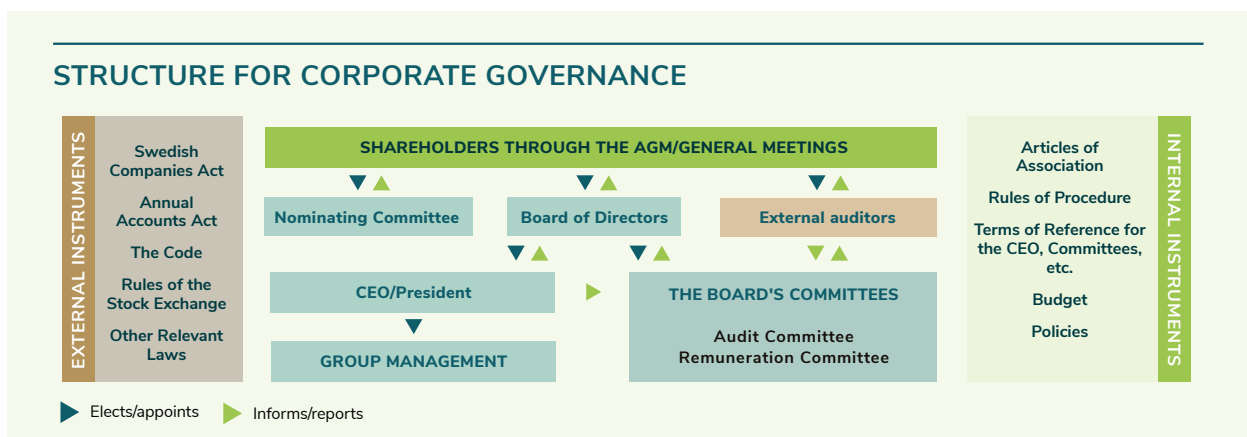 STRUCTURE FOR CORPORATE GOVERNANCE
EXTERNAL INSTRUMENTS
Swedish
Companies Act
Annual
Accounts Act
The Code
Rules of the
Stock Exchange
Other Relevant
Laws
SHAREHOLDERS THROUGH THE AGM/GENERAL MEETINGS
Nominating Committee
Board of Directors
External auditors
CEO/President
GROUP MANAGEMENT
THE BOARD'S COMMITTEES
Audit Committee
Remuneration Committee
Articles of
Association
Rules of Procedure
Terms of Reference for
the CEO, Committees,
etc.
Budget
Policies
INTERNAL INSTRUMENTS
Elects/appoints
Informs/reports